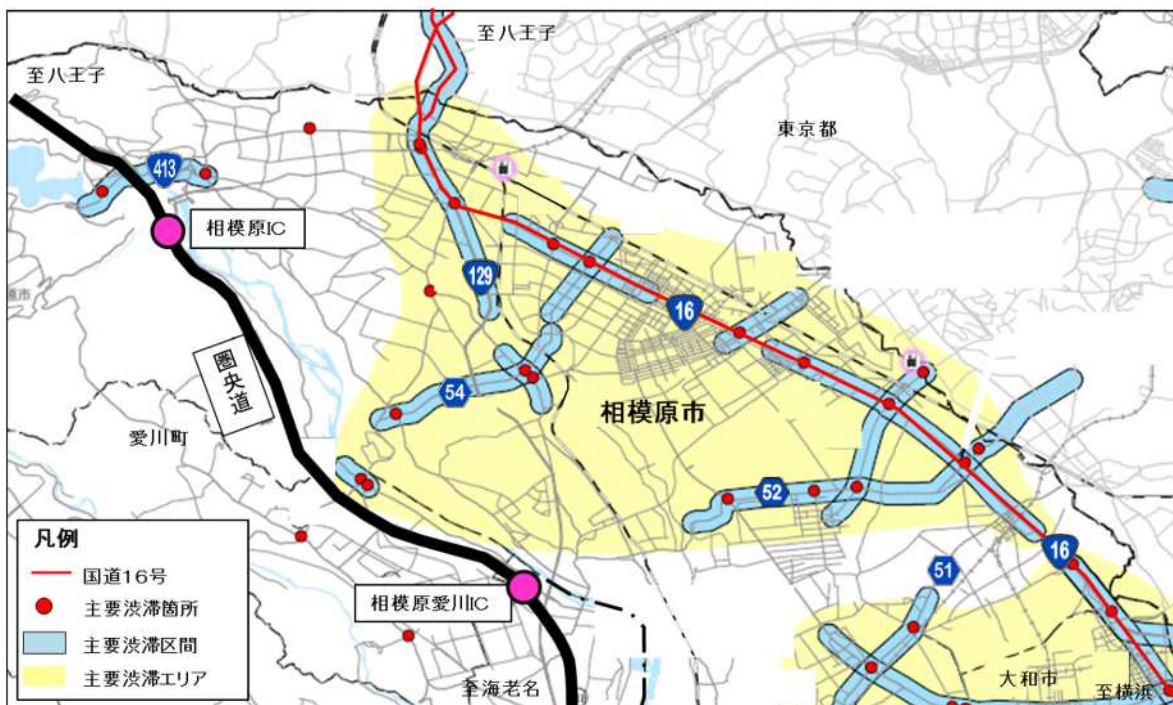 至八王子
至八王子
東京都
413
相模原IC
129
16
圏央道
54
相模原市
愛川町
52
凡例
国道16号
主要渋滞箇所
主要渋滞区間
主要渋滞エリア
相模原愛川IC
51
16
至海老名
大和市
至横浜